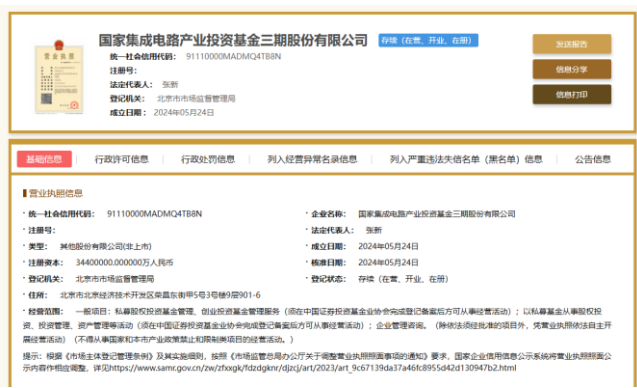 国家集成电路产业投资基金三期股份有限公司 存续（在营、开业、在册）
统一社会信用代码： 91110000MADMQ4TB8N
注册号：
法定代表人： 张新
登记机关： 北京市市场监督管理局
成立日期： 2024年05月24日
营业执照
发送报告
信息分享
信息打印
基础信息 行政许可信息 行政处罚信息 列入经营异常名录信息 列入严重违法失信名单（黑名单）信息 公告信息
营业执照信息
· 统一社会信用代码： 91110000MADMQ4TB8N · 企业名称： 国家集成电路产业投资基金三期股份有限公司
· 注册号： · 法定代表人： 张新
· 类型： 其他股份有限公司(非上市) · 成立日期： 2024年05月24日
· 注册资本： 34400000.000000万人民币 · 核准日期： 2024年05月24日
· 登记机关： 北京市市场监督管理局 · 登记状态： 存续（在营、开业、在册）
· 住所： 北京市北京经济技术开发区荣昌东街甲5号3号楼9层901-6
· 经营范围： 一般项目：私募股权投资基金管理、创业投资基金管理服务（须在中国证券投资基金业协会完成登记备案后方可从事经营活动）；以私募基金从事股权投
资、投资管理、资产管理等活动（须在中国证券投资基金业协会完成登记备案后方可从事经营活动）；企业管理咨询。（除依法须经批准的项目外，凭营业执照依法自主开
展经营活动）（不得从事国家和本市产业政策禁止和限制类项目的经营活动。）
提示：根据《市场主体登记管理条例》及其实施细则，按照《市场监管总局办公厅关于调整营业执照照面事项的通知》要求，国家企业信用信息公示系统将营业执照照面公
示内容作相应调整，详见https://www.samr.gov.cn/zw/zfxxgk/fdzdgknr/djzcj/art/2023/art_9c67139da37a46fc8955d42d130947b2.html